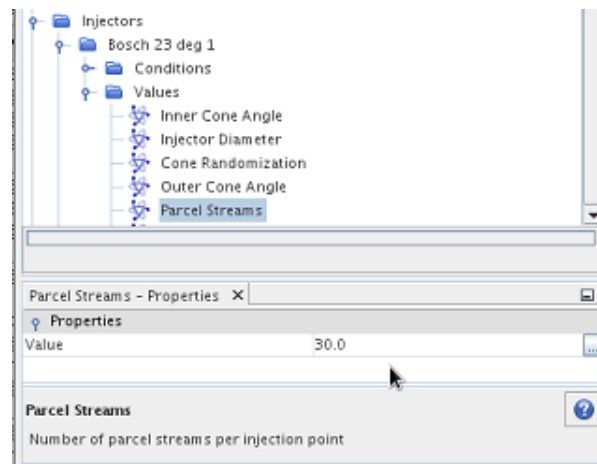 Injectors
Bosch 23 deg 1
Conditions
Values
Inner Cone Angle
Injector Diameter
Cone Randomization
Outer Cone Angle
Parcel Streams
Parcel Streams - Properties
Properties
Value 30.0 ...
Parcel Streams
Number of parcel streams per injection point